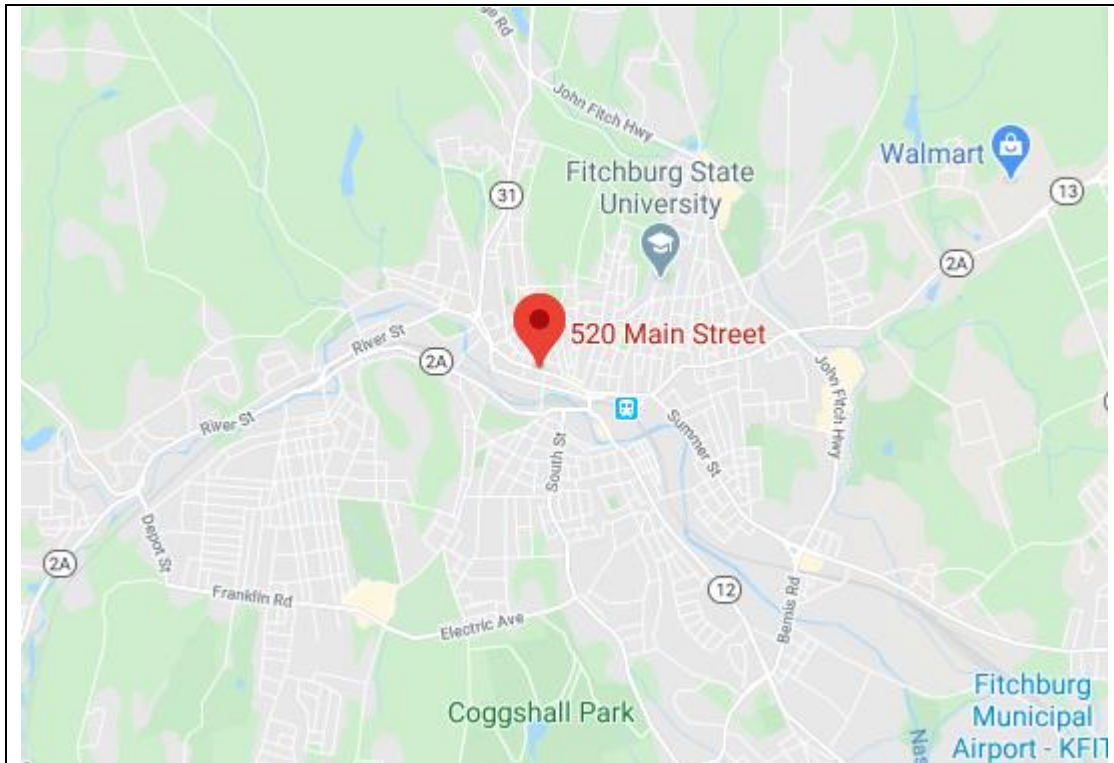 John Fitch Hwy
Walmart
Fitchburg State
University
13
31
2A
520 Main Street
River St
2A
River St
John Fitch Hwy
Summer St
South St
Depot St
2A
Franklin Rd
12
Bemis Rd
Electric Ave
Coggshall Park
Fitchburg
Municipal
Airport - KFIT